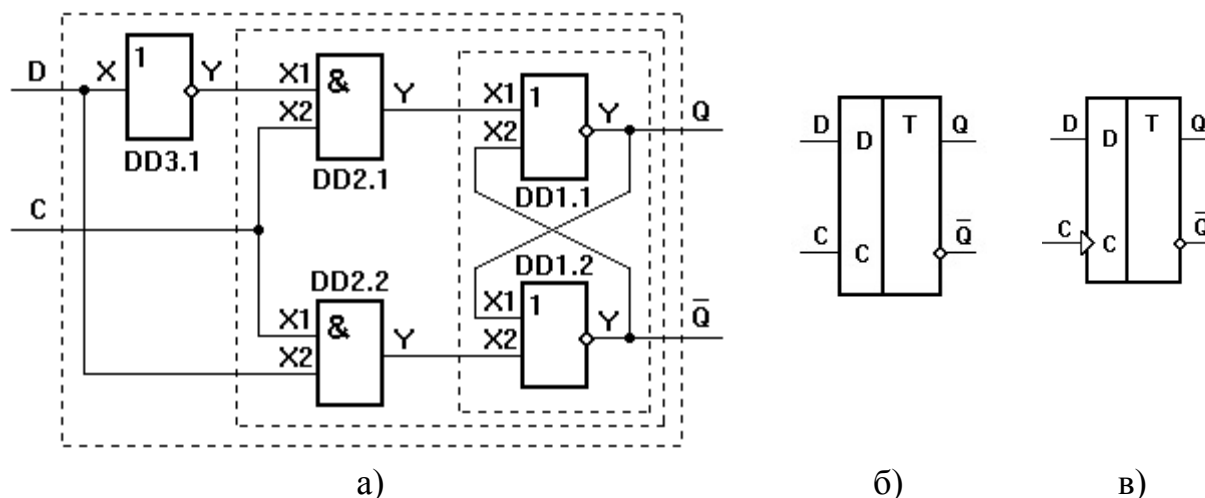 D X 1 Y
DD3.1
X1 & Y
X2
DD2.1
X1 1 Y Q
X2
DD1.1
C
DD2.2
X1 & Y
X2
DD1.2
X1 1 Y Q̅
X2
а)
D D T Q
C C Q̅
б)
D D T Q
C C Q̅
в)